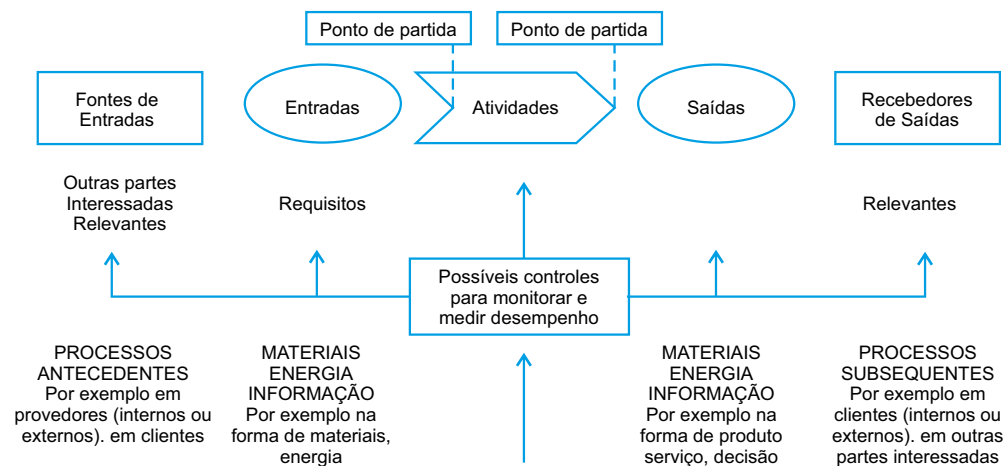 Ponto de partida
Ponto de partida
Fontes de
Entradas
Entradas
Atividades
Saídas
Recebedores
de Saídas
Outras partes
Interessadas
Relevantes
Requisitos
Relevantes
Possíveis controles
para monitorar e
medir desempenho
PROCESSOS
ANTECEDENTES
Por exemplo em
provedores (internos ou
externos). em clientes
MATERIAIS
ENERGIA
INFORMAÇÃO
Por exemplo na
forma de materiais,
energia
MATERIAIS
ENERGIA
INFORMAÇÃO
Por exemplo na
forma de produto
serviço, decisão
PROCESSOS
SUBSEQUENTES
Por exemplo em
clientes (internos ou
externos). em outras
partes interessadas